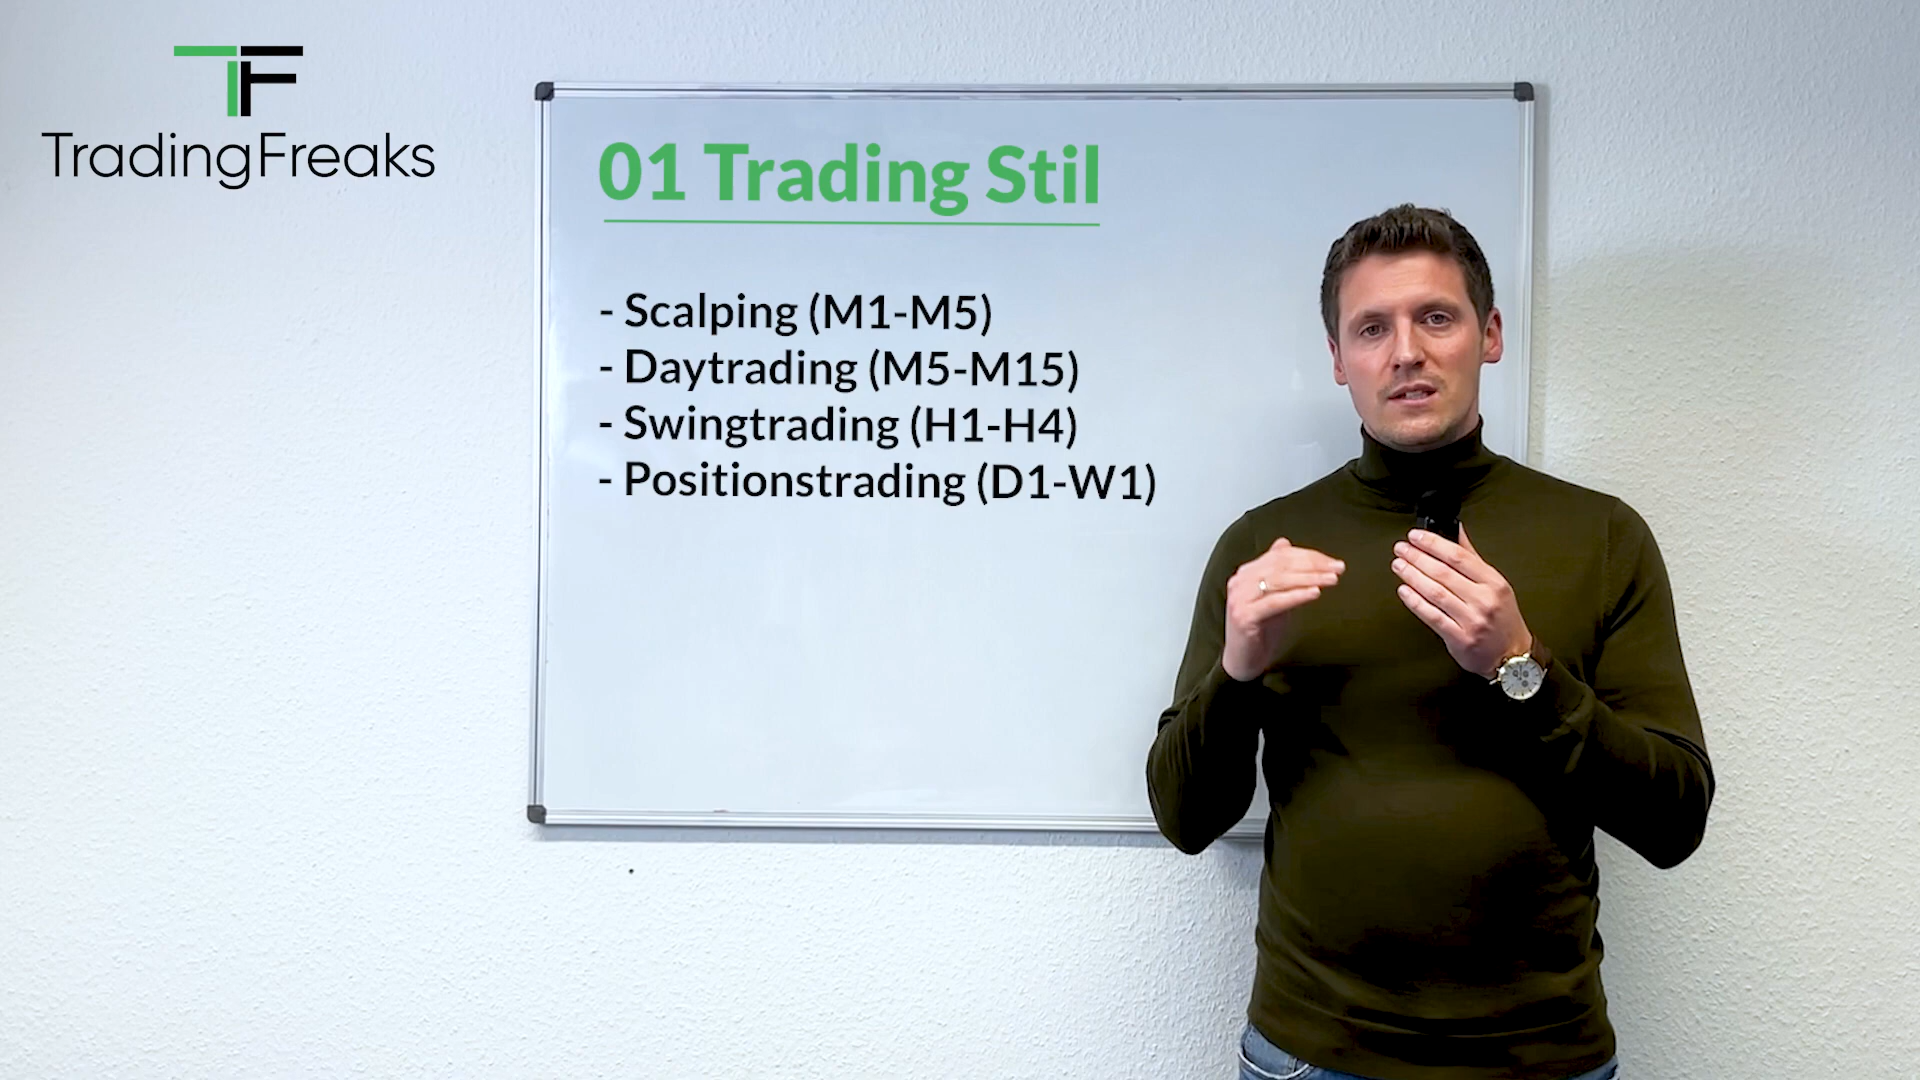 TF
TradingFreaks
01 Trading Stil
- Scalping (M1-M5)
- Daytrading (M5-M15)
- Swingtrading (H1-H4)
- Positionstrading (D1-W1)